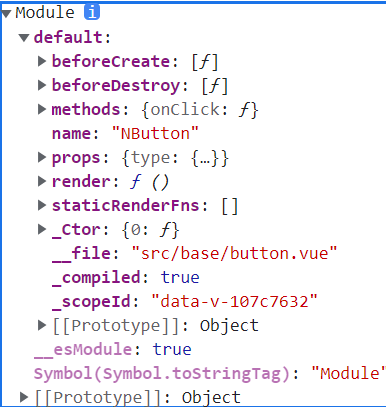 Module i
default:
beforeCreate: [ƒ]
beforeDestroy: [ƒ]
methods: {onClick: ƒ}
name: "NButton"
props: {type: {…}}
render: ƒ ()
staticRenderFns: []
_Ctor: {0: ƒ}
__file: "src/base/button.vue"
_compiled: true
_scopeId: "data-v-107c7632"
[[Prototype]]: Object
__esModule: true
Symbol(Symbol.toStringTag): "Module"
[[Prototype]]: Object